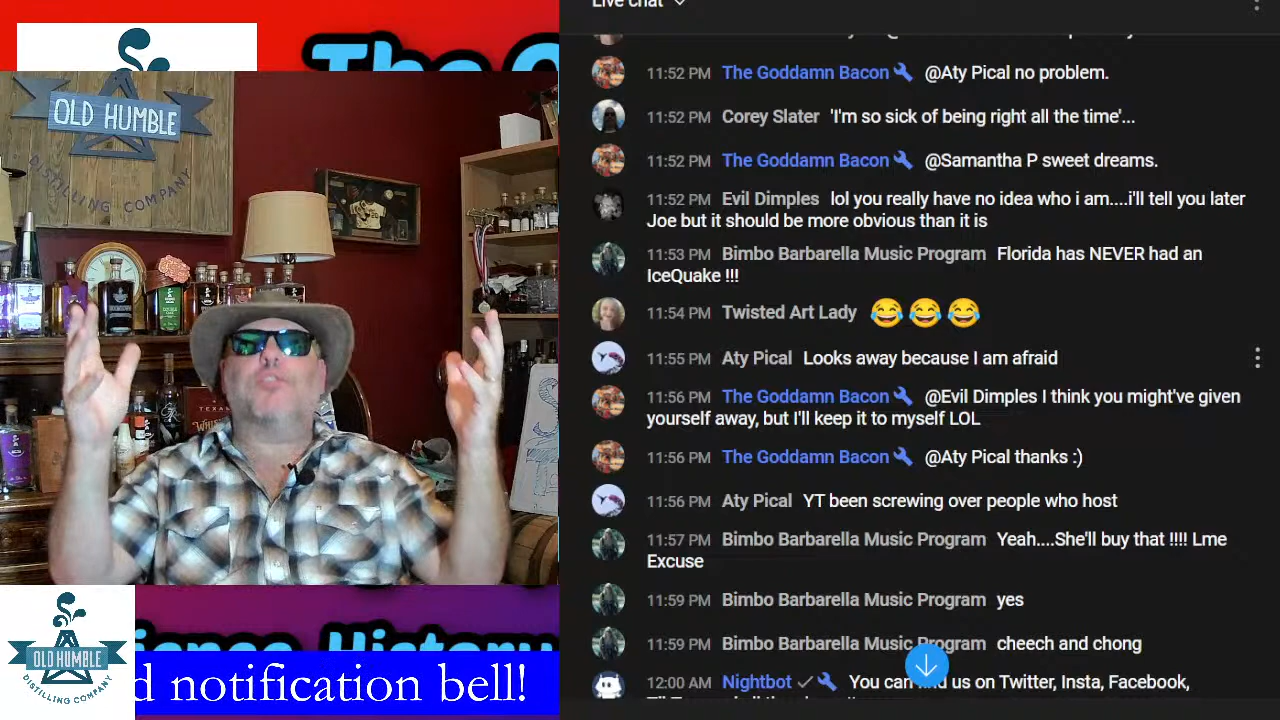 Live chat
The
OLD HUMBLE
DISTILLING COMPANY
TEXAS
11:52 PM The Goddamn Bacon @Aty Pical no problem.
11:52 PM Corey Slater 'I'm so sick of being right all the time'...
11:52 PM The Goddamn Bacon @Samantha P sweet dreams.
11:52 PM Evil Dimples lol you really have no idea who i am....i'll tell you later
Joe but it should be more obvious than it is
11:53 PM Bimbo Barbarella Music Program Florida has NEVER had an
IceQuake !!!
11:54 PM Twisted Art Lady 😂😂😂
11:55 PM Aty Pical Looks away because I am afraid
11:56 PM The Goddamn Bacon @Evil Dimples I think you might've given
yourself away, but I'll keep it to myself LOL
11:56 PM The Goddamn Bacon @Aty Pical thanks :)
11:56 PM Aty Pical YT been screwing over people who host
11:57 PM Bimbo Barbarella Music Program Yeah....She'll buy that !!!! Lme
Excuse
11:59 PM Bimbo Barbarella Music Program yes
11:59 PM Bimbo Barbarella Music Program cheech and chong
12:00 AM Nightbot You can find us on Twitter, Insta, Facebook,
History
OLD HUMBLE
DISTILLING COMPANY
d notification bell!